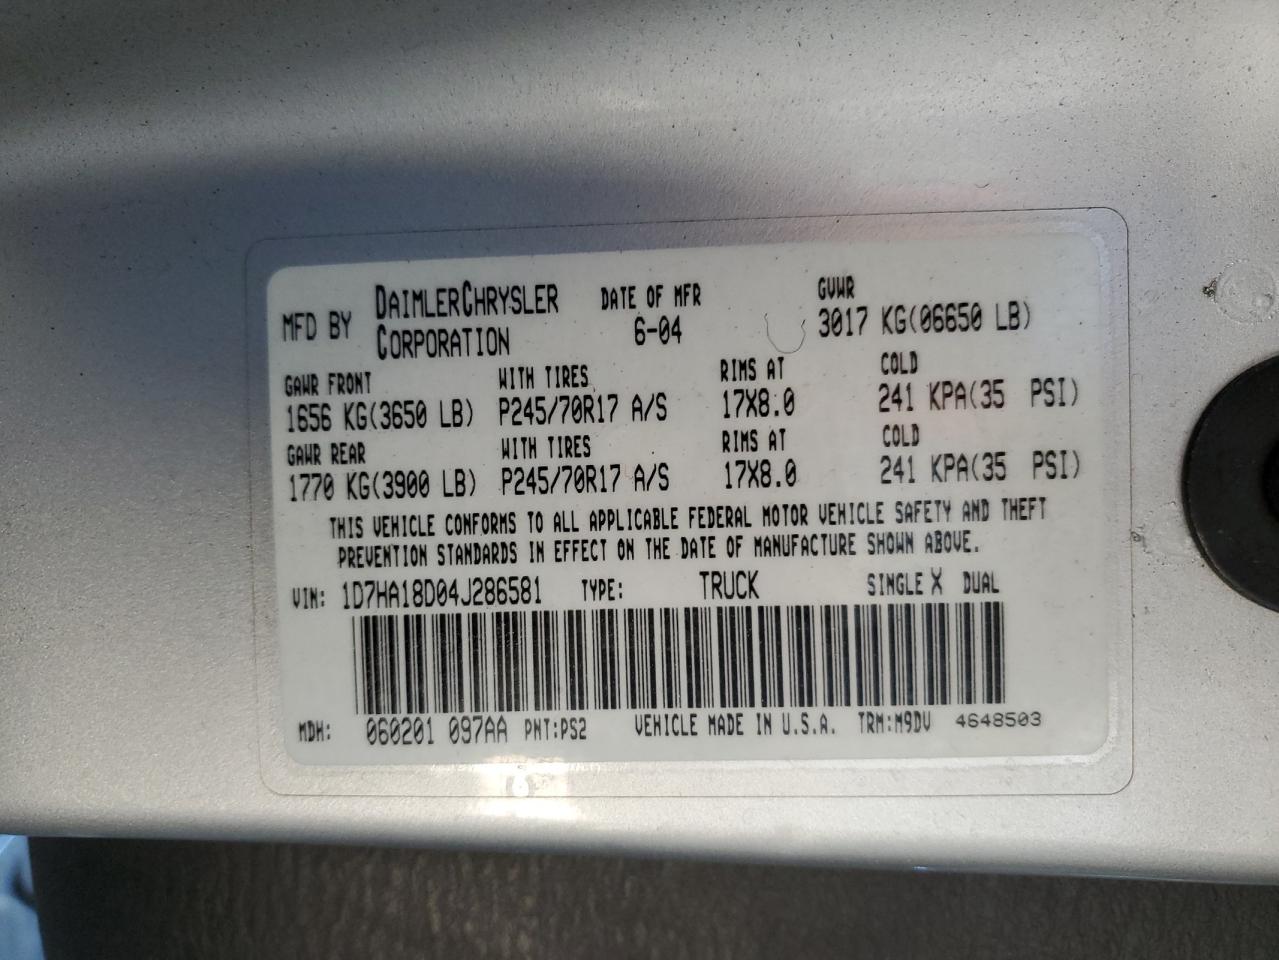 MFD BY DAIMLERCHRYSLER CORPORATION DATE OF MFR 6-04 GVWR 3017 KG(06650 LB)
GAWR FRONT WITH TIRES RIMS AT COLD
1656 KG(3650 LB) P245/70R17 A/S 17X8.0 241 KPA(35 PSI)
GAWR REAR WITH TIRES RIMS AT COLD
1770 KG(3900 LB) P245/70R17 A/S 17X8.0 241 KPA(35 PSI)
THIS VEHICLE CONFORMS TO ALL APPLICABLE FEDERAL MOTOR VEHICLE SAFETY AND THEFT
PREVENTION STANDARDS IN EFFECT ON THE DATE OF MANUFACTURE SHOWN ABOVE.
VIN: 1D7HA18D04J286581 TYPE: TRUCK SINGLE X DUAL
MDH: 060201 097AA PNT:PS2 VEHICLE MADE IN U.S.A. TRM:M9DV 4648503